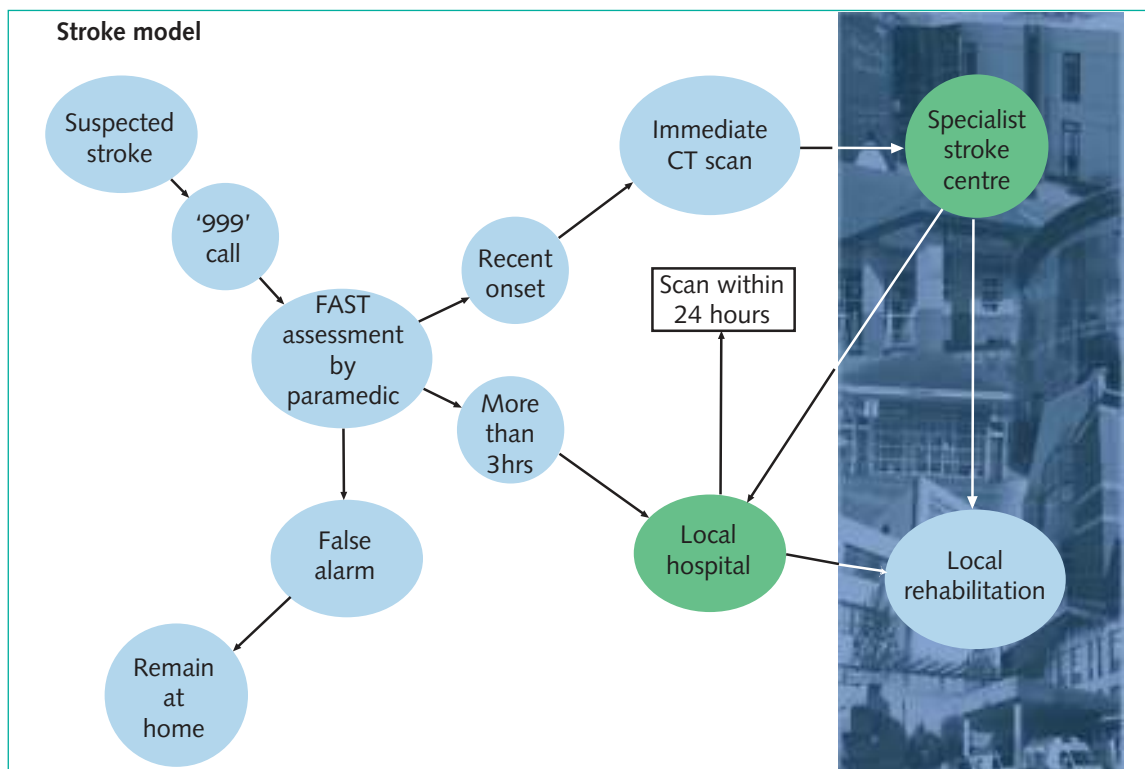 Stroke model
Suspected
stroke
‘999’
call
FAST
assessment
by
paramedic
Recent
onset
Immediate
CT scan
Specialist
stroke
centre
Scan within
24 hours
More
than
3hrs
Local
hospital
Local
rehabilitation
False
alarm
Remain
at
home